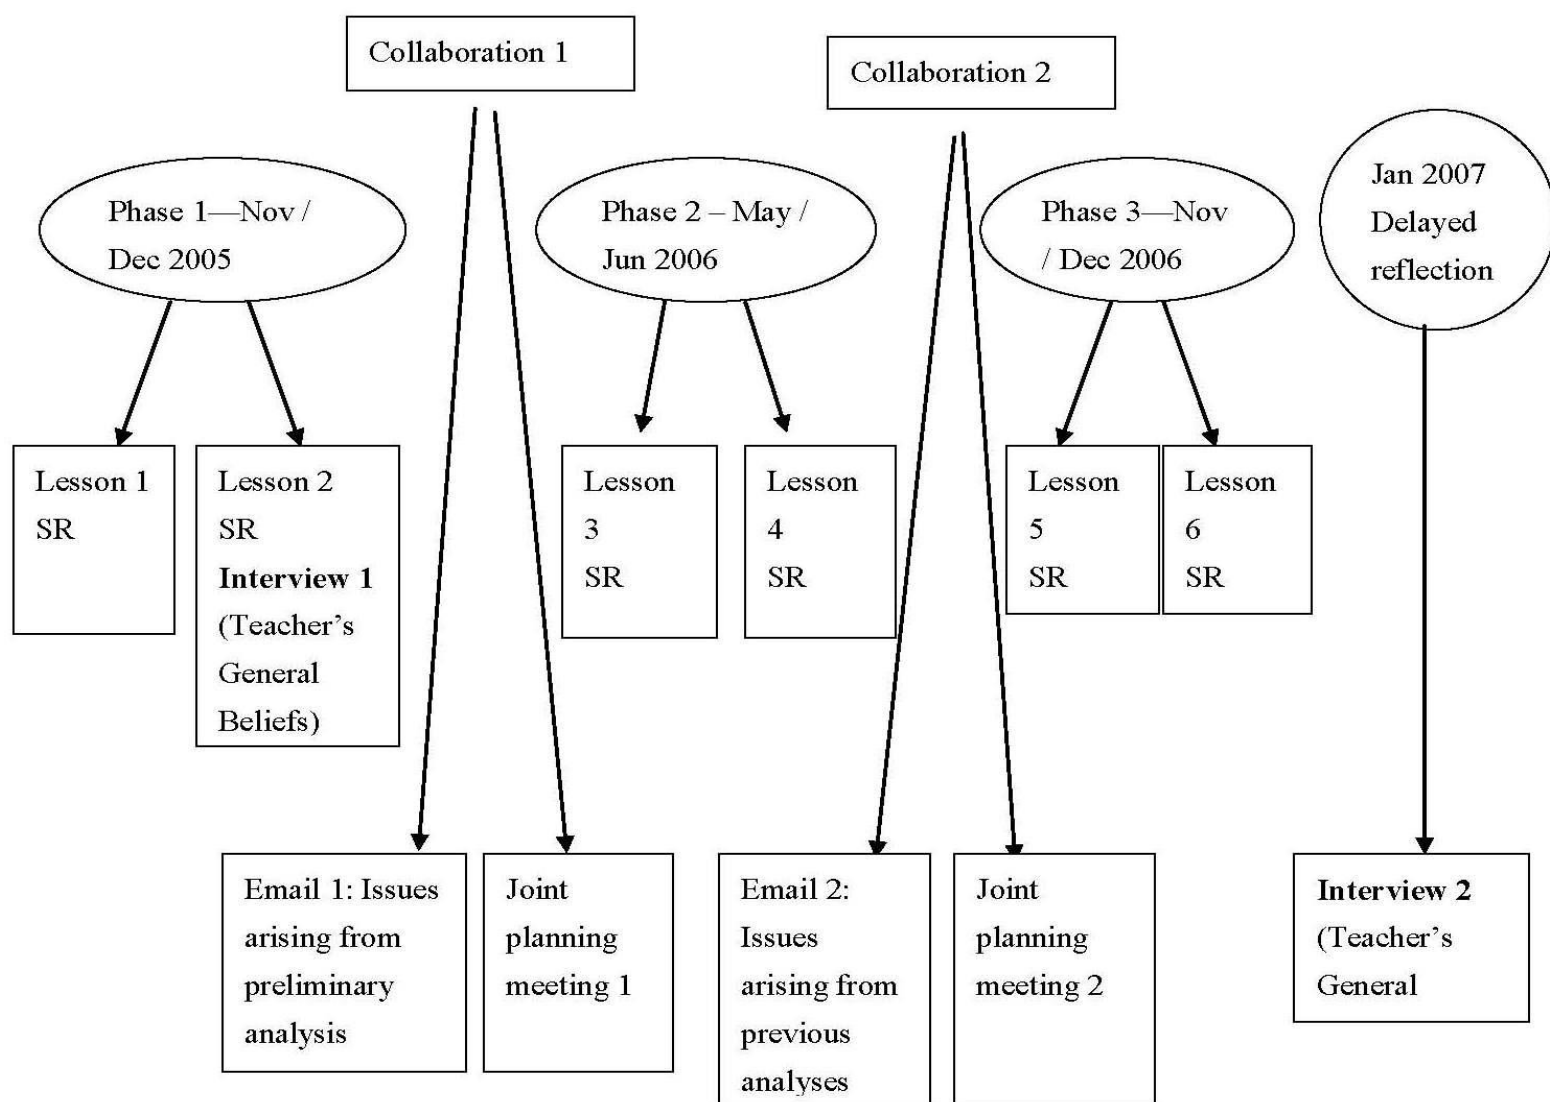 Collaboration 1
Collaboration 2
Phase 1—Nov /
Dec 2005
Phase 2 – May /
Jun 2006
Phase 3—Nov
/ Dec 2006
Jan 2007
Delayed
reflection
Lesson 1
SR
Lesson 2
SR
Interview 1
(Teacher’s
General
Beliefs)
Lesson
3
SR
Lesson
4
SR
Lesson
5
SR
Lesson
6
SR
Email 1: Issues
arising from
preliminary
analysis
Joint
planning
meeting 1
Email 2:
Issues
arising from
previous
analyses
Joint
planning
meeting 2
Interview 2
(Teacher’s
General